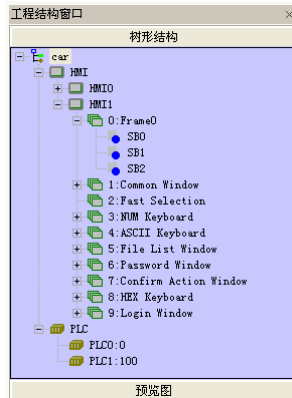 工程结构窗口
树形结构
car
HMI
HMI0
HMI1
0:Frame0
SB0
SB1
SB2
1:Common Window
2:Fast Selection
3:NUM Keyboard
4:ASCII Keyboard
5:File List Window
6:Password Window
7:Confirm Action Window
8:HEX Keyboard
9:Login Window
PLC
PLC0:0
PLC1:100
预览图